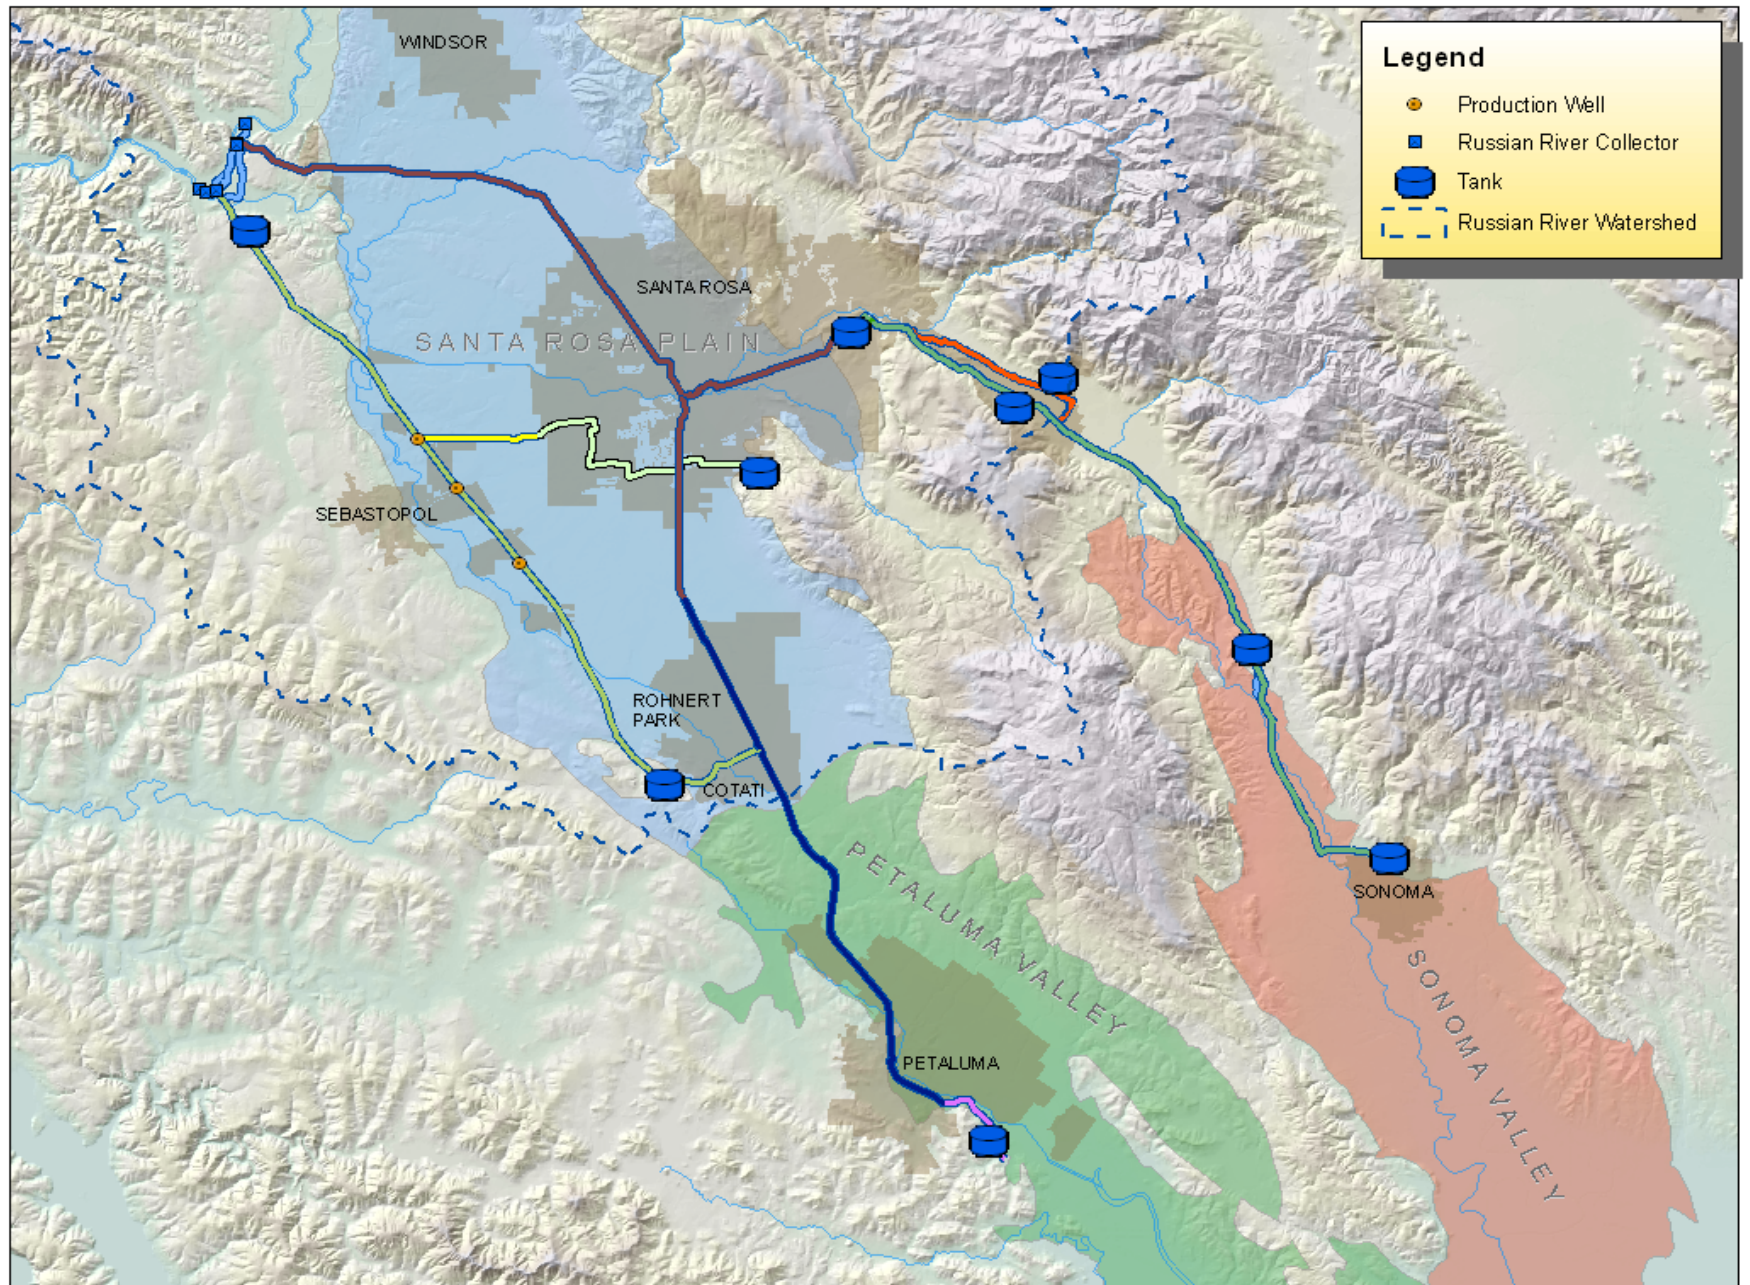 WINDSOR
Legend
Production Well
Russian River Collector
Tank
Russian River Watershed
SANTA ROSA
SANTA ROSA PLAIN
SEBASTOPOL
ROHNERT
PARK
COTATI
PETALUMA VALLEY
SONOMA
SONOMA VALLEY
PETALUMA